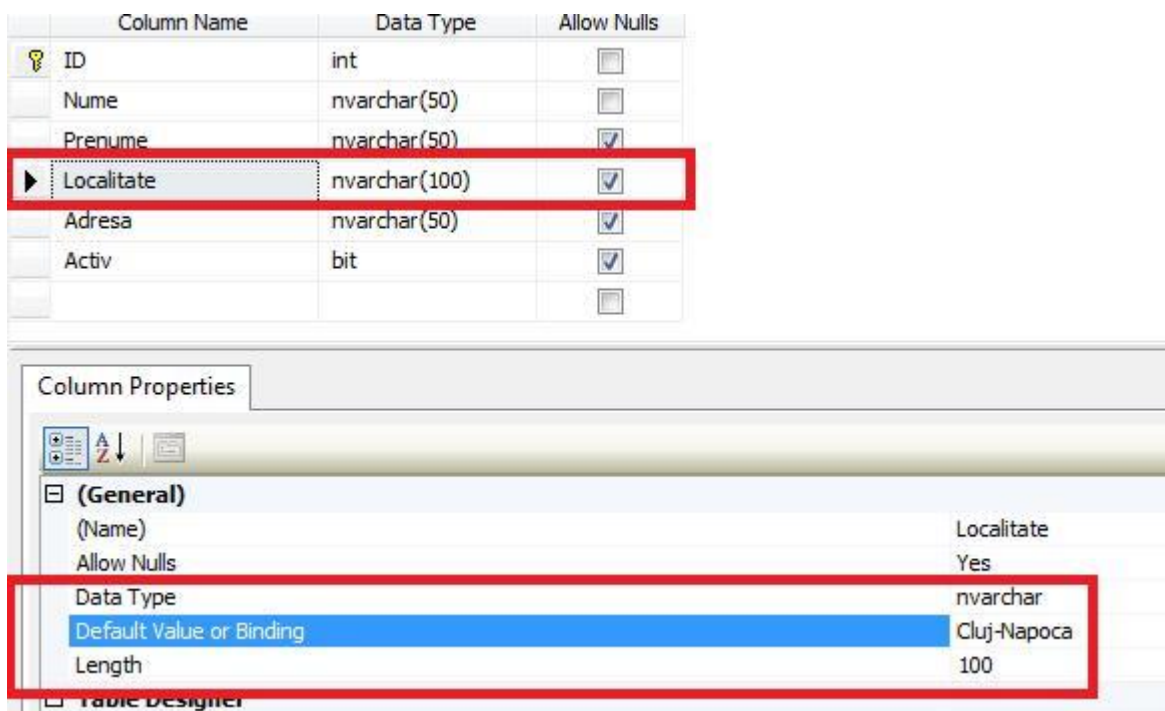 Column Name Data Type Allow Nulls
ID int
Nume nvarchar(50)
Prenume nvarchar(50)
Localitate nvarchar(100)
Adresa nvarchar(50)
Activ bit
Column Properties
(General)
(Name) Localitate
Allow Nulls Yes
Data Type nvarchar
Default Value or Binding Cluj-Napoca
Length 100
Table Designer